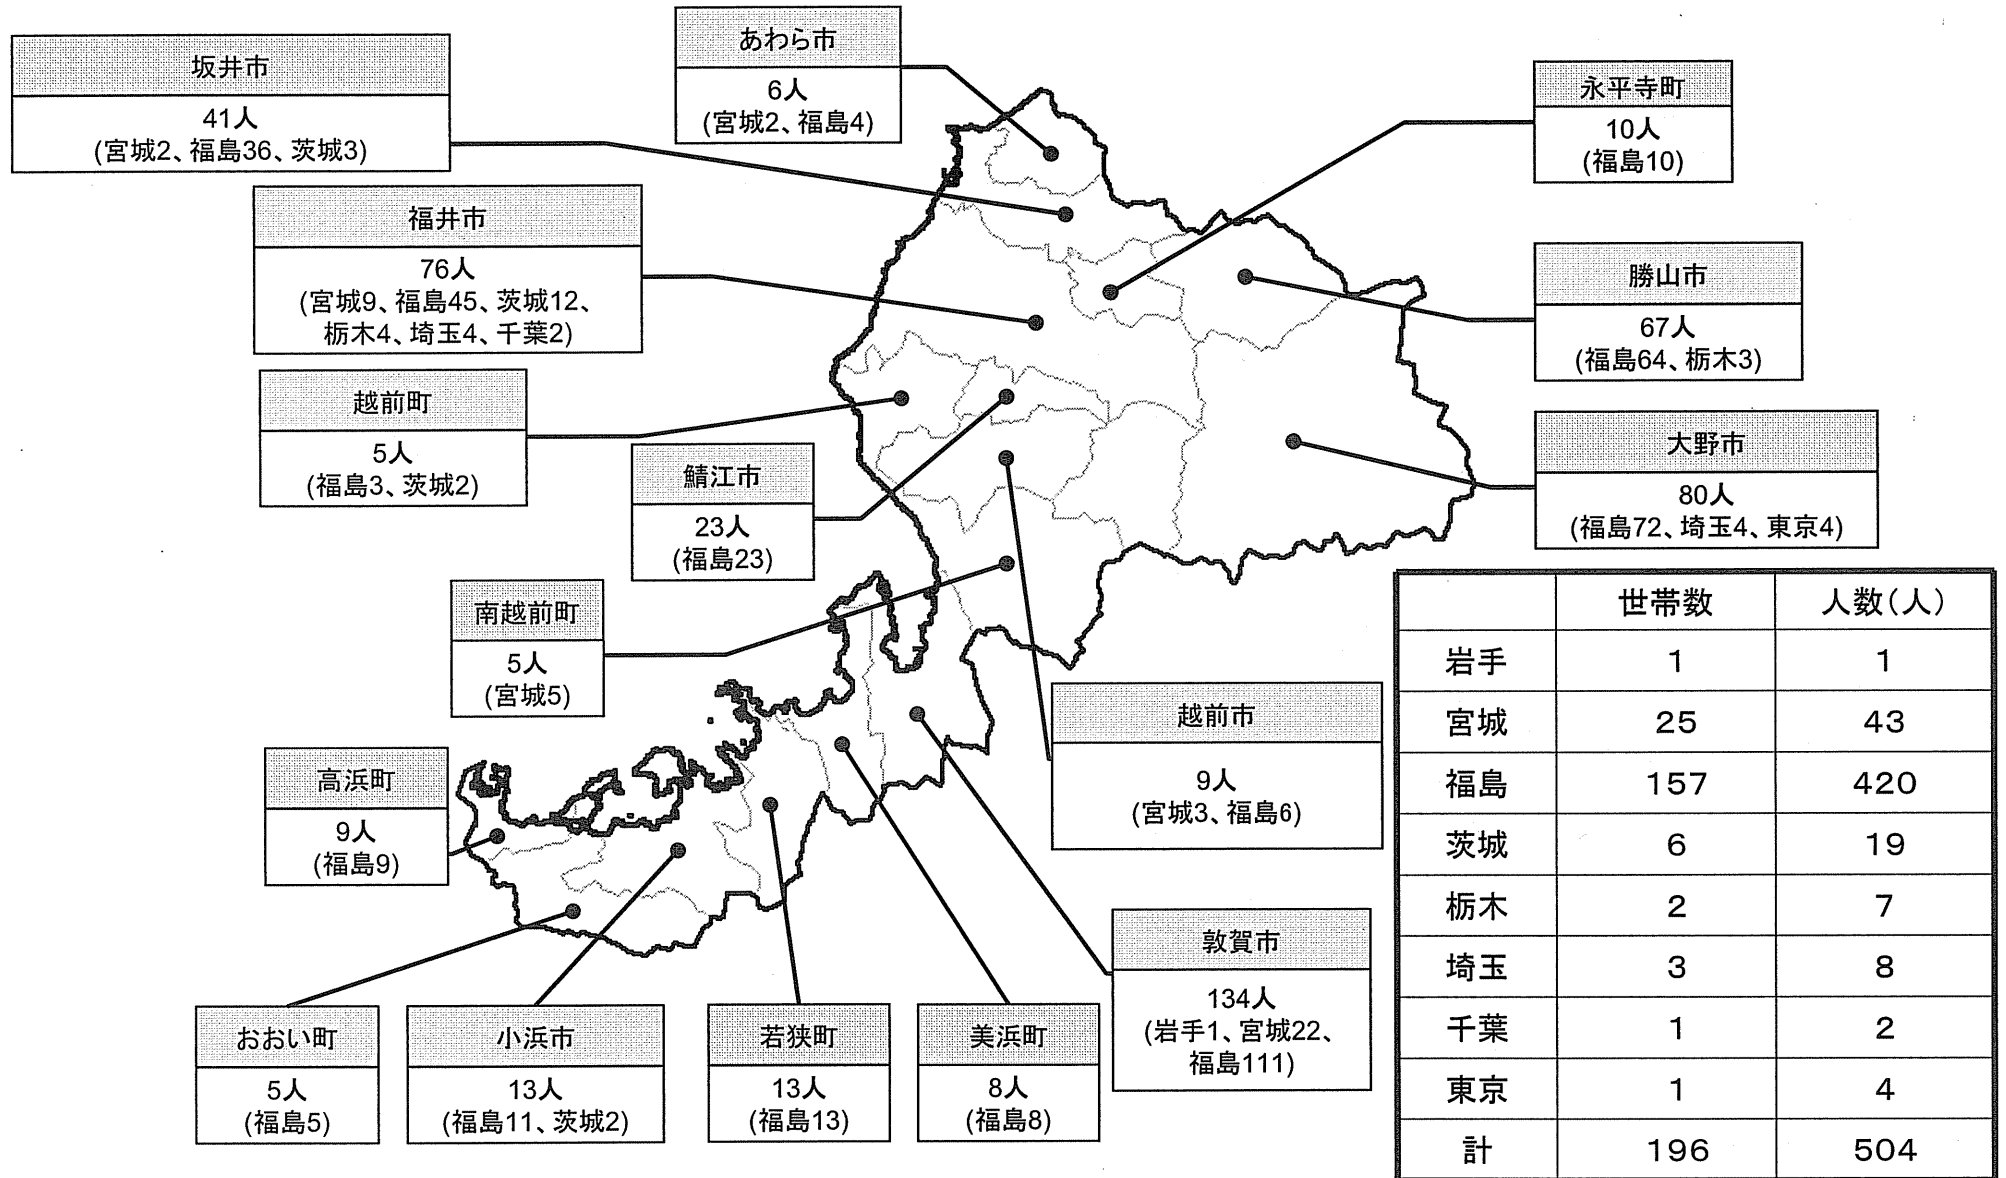 あわら市
6人
(宮城2、福島4)
坂井市
41人
(宮城2、福島36、茨城3)
永平寺町
10人
(福島10)
福井市
76人
(宮城9、福島45、茨城12、
栃木4、埼玉4、千葉2)
勝山市
67人
(福島64、栃木3)
越前町
5人
(福島3、茨城2)
大野市
80人
(福島72、埼玉4、東京4)
鯖江市
23人
(福島23)
南越前町
5人
(宮城5)
越前市
9人
(宮城3、福島6)
高浜町
9人
(福島9)
敦賀市
134人
(岩手1、宮城22、
福島111)
おおい町
5人
(福島5)
小浜市
13人
(福島11、茨城2)
若狭町
13人
(福島13)
美浜町
8人
(福島8)
世帯数 人数(人)
岩手 1 1
宮城 25 43
福島 157 420
茨城 6 19
栃木 2 7
埼玉 3 8
千葉 1 2
東京 1 4
計 196 504